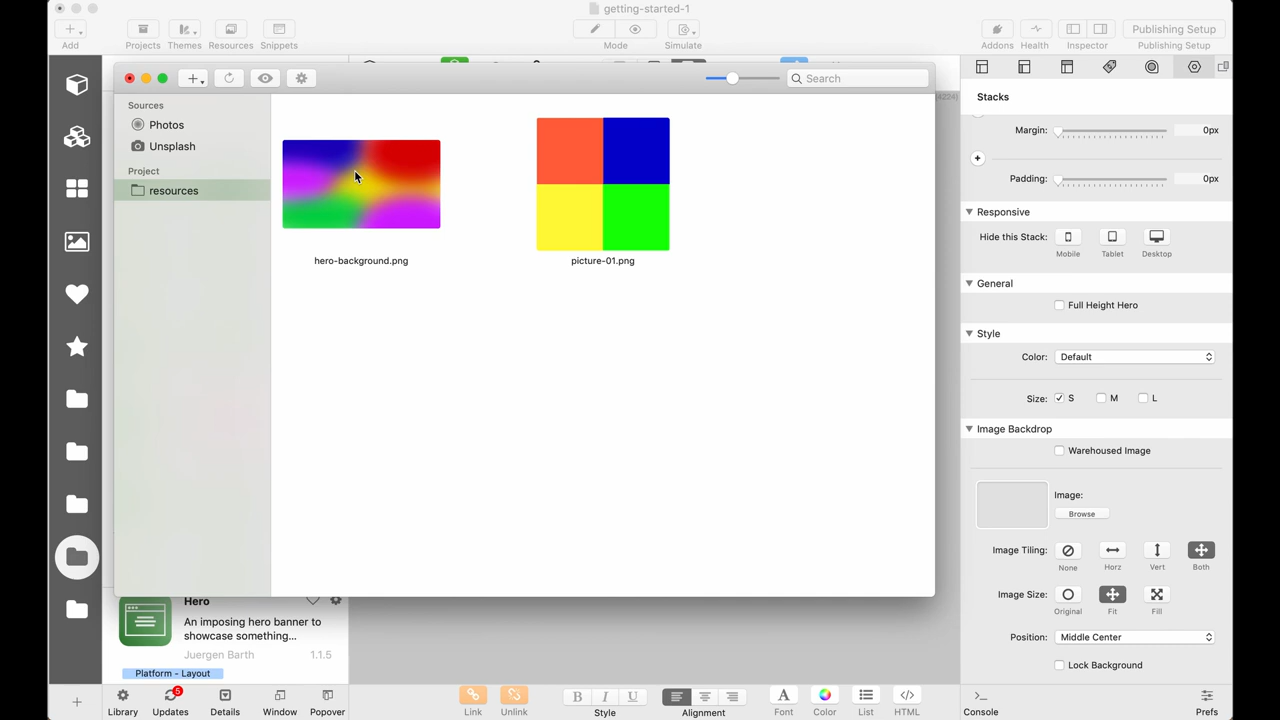 getting-started-1
Add
Projects
Themes
Resources
Snippets
Mode
Simulate
Addons
Health
Inspector
Publishing Setup
Publishing Setup
Search
Sources
Photos
Unsplash
Project
resources
hero-background.png
picture-01.png
(4224)
Stacks
Margin:
0px
Padding:
0px
Responsive
Hide this Stack:
Mobile
Tablet
Desktop
General
Full Height Hero
Style
Color:
Default
Size:
S
M
L
Image Backdrop
Warehoused Image
Image:
Browse
Image Tiling:
None
Horz
Vert
Both
Image Size:
Original
Fit
Fill
Position:
Middle Center
Lock Background
Hero
An imposing hero banner to
showcase something...
Juergen Barth
1.1.5
Platform - Layout
Library
5
Updates
Details
Window
Popover
Link
Unlink
B
I
U
Style
Alignment
A
Font
Color
List
HTML
Console
Prefs